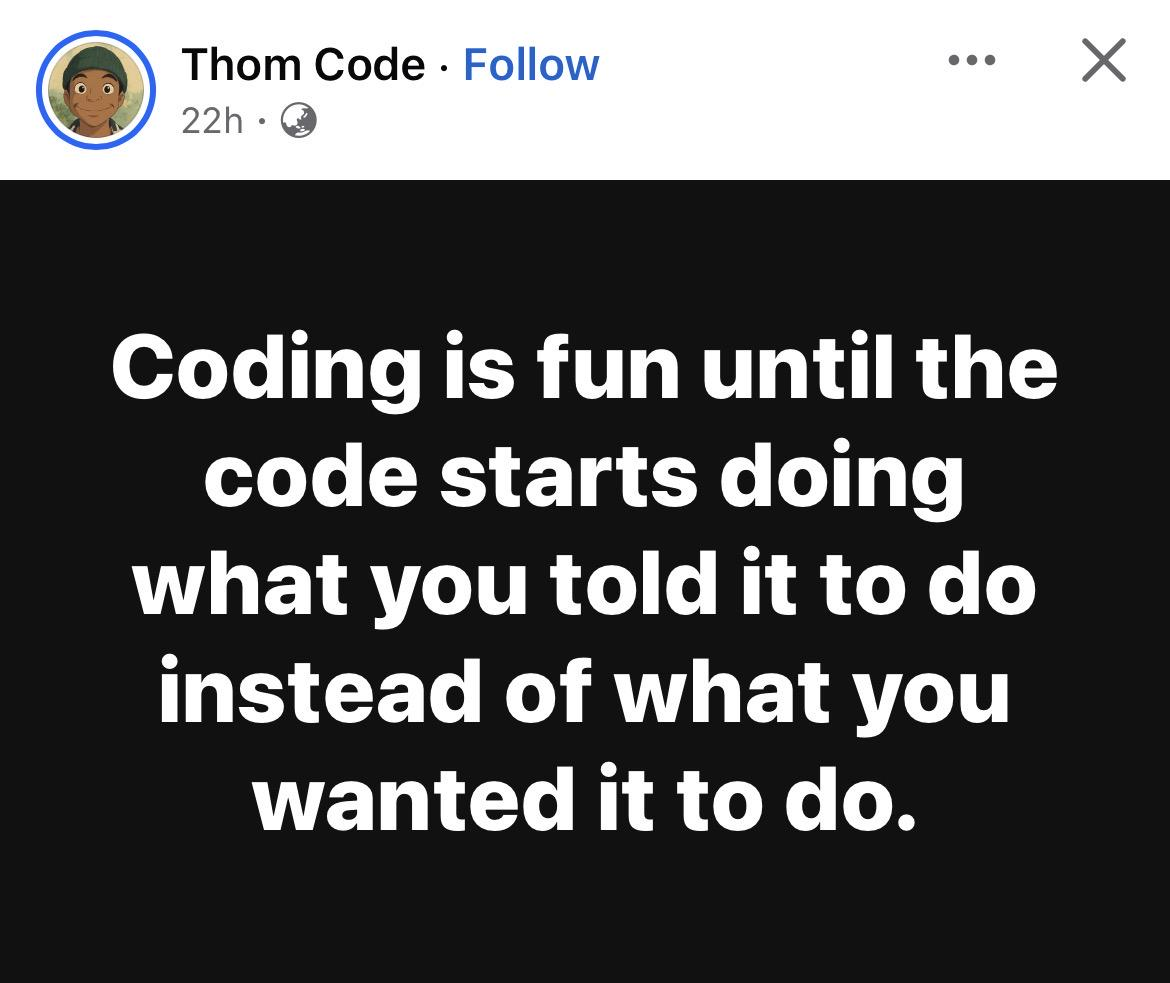 Thom Code · Follow
22h ·
Coding is fun until the
code starts doing
what you told it to do
instead of what you
wanted it to do.